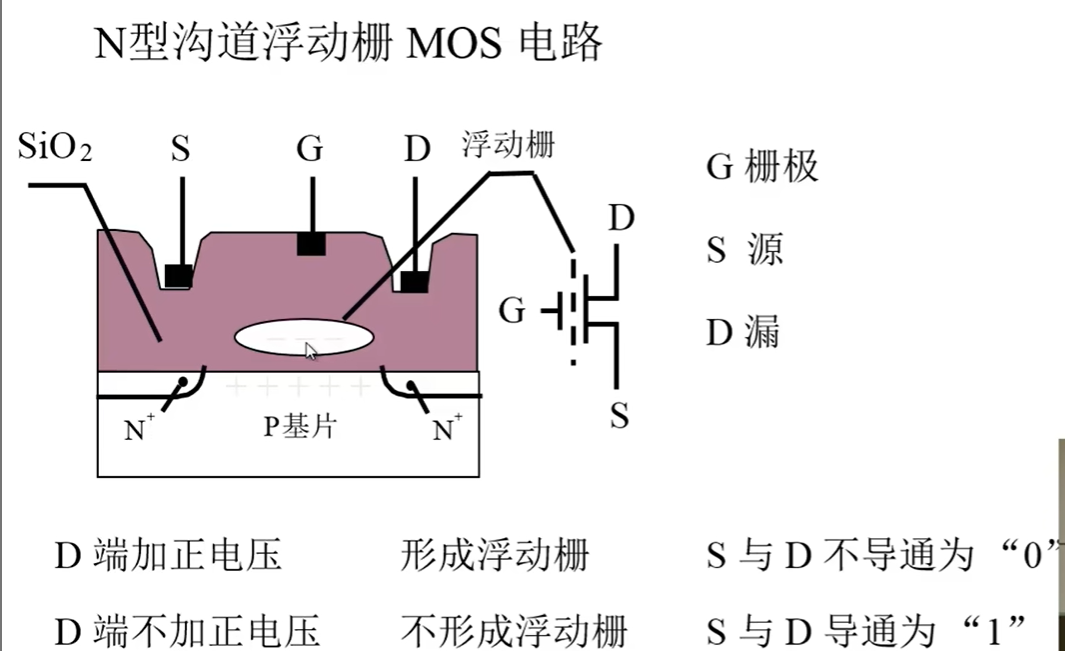 N型沟道浮动栅 MOS 电路
SiO₂ S G D 浮动栅
G 栅极
D
S 源
G
D 漏
S
+ + + + +
N⁺ P基片 N⁺
D 端加正电压 形成浮动栅 S 与 D 不导通为 “0”
D 端不加正电压 不形成浮动栅 S 与 D 导通为 “1”